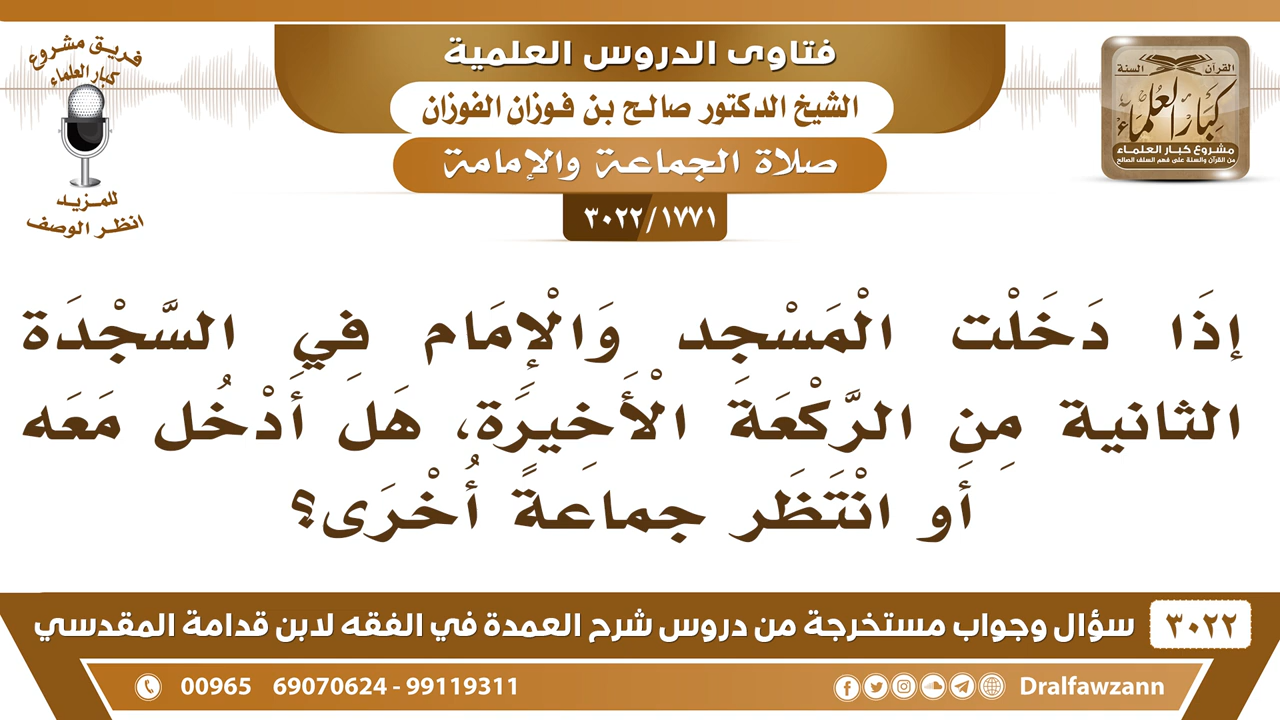 فتاوى الدروس العلمية
الشيخ الدكتور صالح بن فوزان الفوزان
صلاة الجماعة والإمامة
٣٠٢٢/١٧٧١
فريق مشروع
كبار العلماء
للمزيد
انظر الوصف
القرآن السنة
كبار العلماء
مشروع كبار العلماء
من القرآن والسنة على فهم السلف الصالح
إِذَا دَخَلْت الْمَسْجِد وَالْإِمَام فِي السَّجْدَة
الثانية مِن الرَّكْعَة الْأَخِيرَة، هَلَ أَدْخُل مَعَه
أَو انْتَظَر جماعَةً أُخْرَى؟
٣٠٢٢ سؤال وجواب مستخرجة من دروس شرح العمدة في الفقه لابن قدامة المقدسي
00965 69070624 - 99119311
Dralfawzann